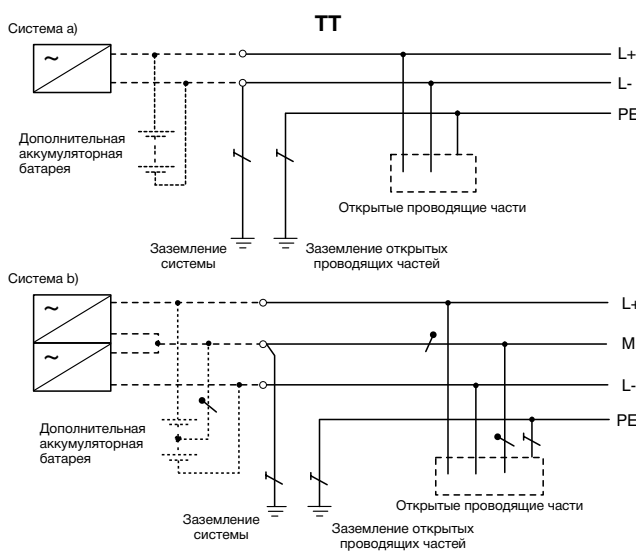 Система a)
TT
~
L+
L-
PE
Дополнительная
аккумуляторная
батарея
Открытые проводящие части
Заземление
системы
Заземление открытых
проводящих частей
Система b)
~
~
L+
M
L-
PE
Дополнительная
аккумуляторная
батарея
Открытые проводящие части
Заземление
системы
Заземление открытых
проводящих частей